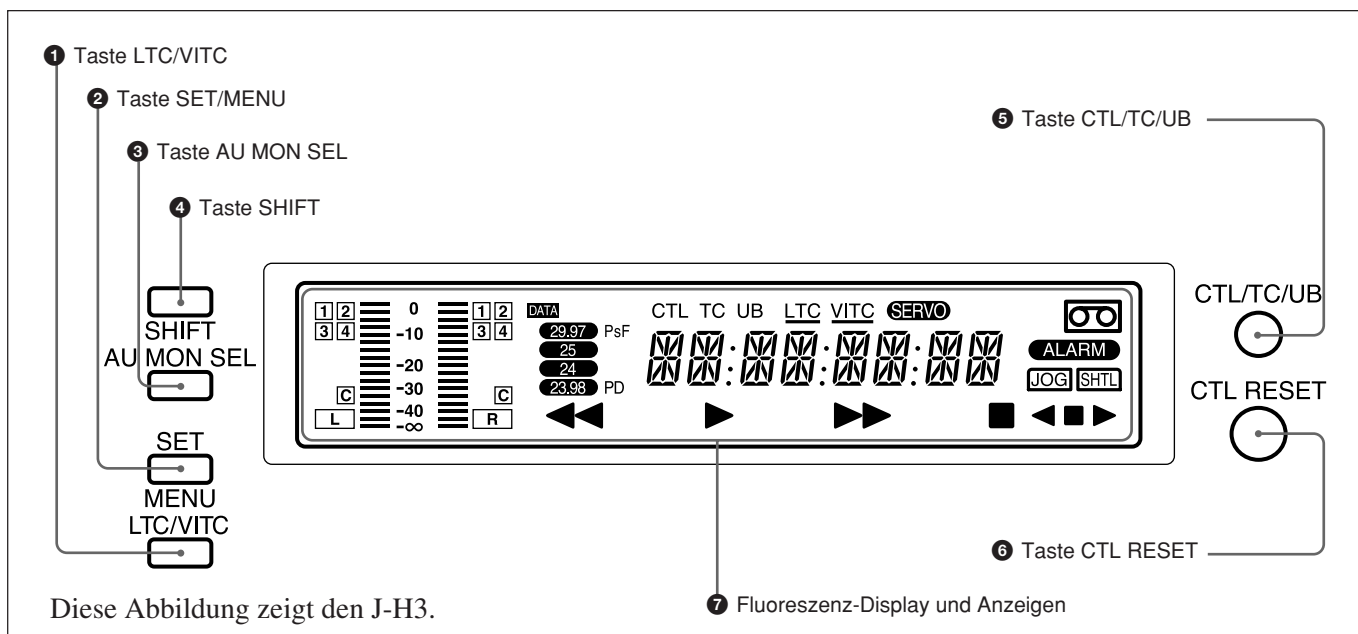 ❶ Taste LTC/VITC
❷ Taste SET/MENU
❸ Taste AU MON SEL
❹ Taste SHIFT
❺ Taste CTL/TC/UB
SHIFT
AU MON SEL
SET
MENU
LTC/VITC
1 2 0 1 2
3 4 -10 3 4
-20
-30
C -40 C
L -∞ R
DATA
29.97 PsF
25
24
23.98 PD
CTL TC UB LTC VITC SERVO
ALARM
JOG SHTL
CTL/TC/UB
CTL RESET
❻ Taste CTL RESET
❼ Fluoreszenz-Display und Anzeigen
Diese Abbildung zeigt den J-H3.